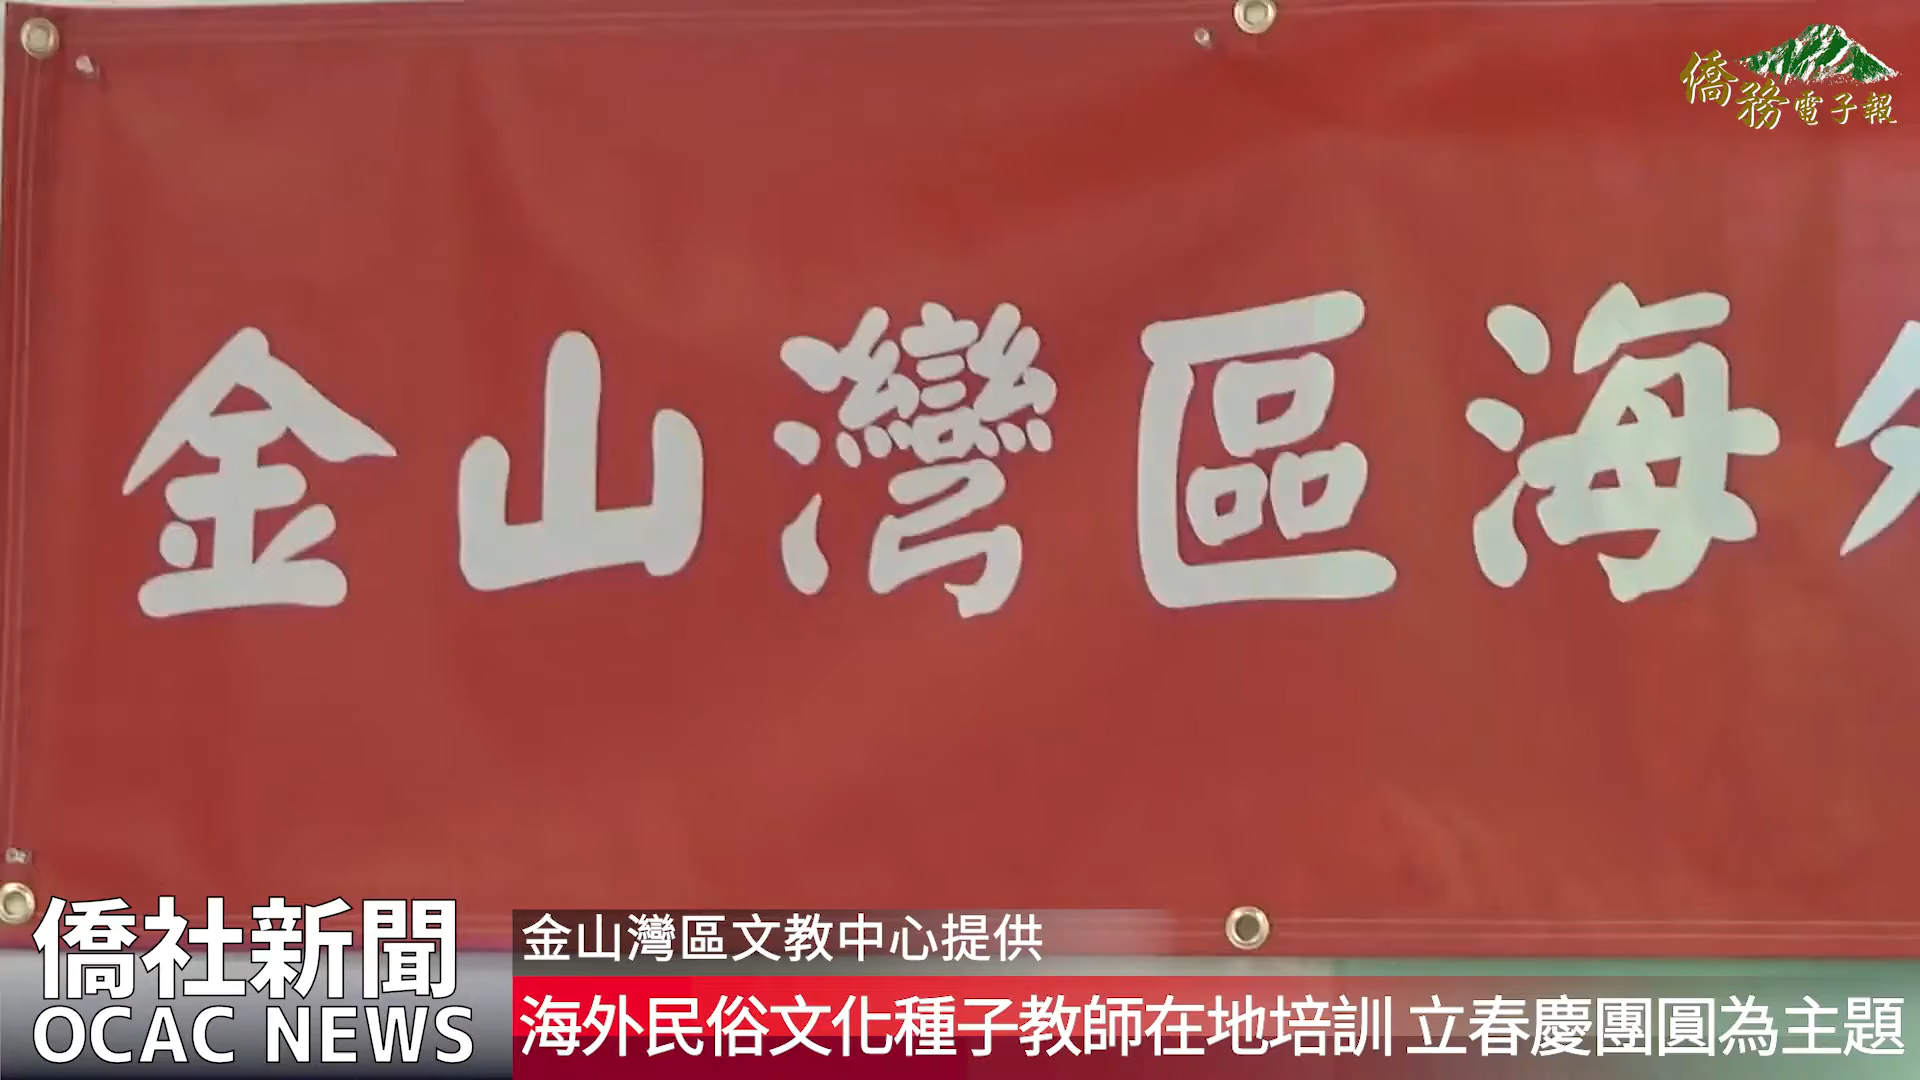 僑務電子報
金山灣區海外
僑社新聞
OCAC NEWS
金山灣區文教中心提供
海外民俗文化種子教師在地培訓 立春慶團圓為主題